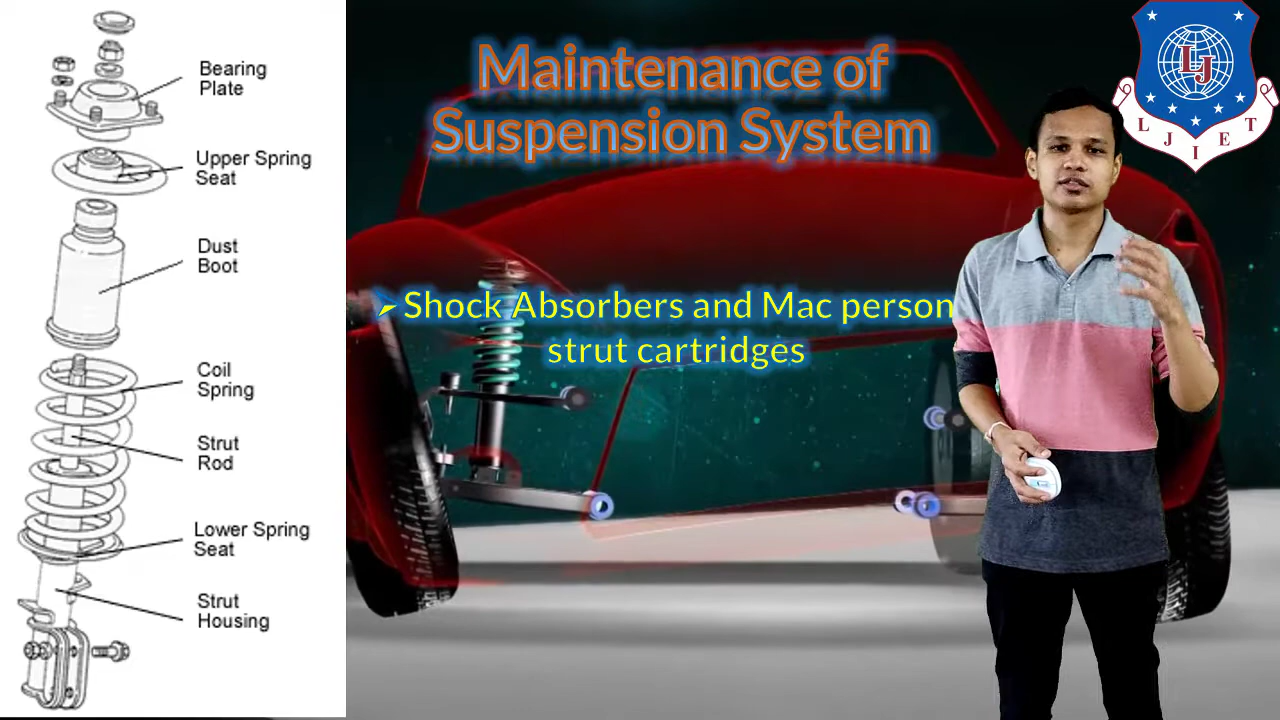 Maintenance of
Suspension System
➢Shock Absorbers and Mac person
strut cartridges
Bearing
Plate
Upper Spring
Seat
Dust
Boot
Coil
Spring
Strut
Rod
Lower Spring
Seat
Strut
Housing
LJ
L J I E T